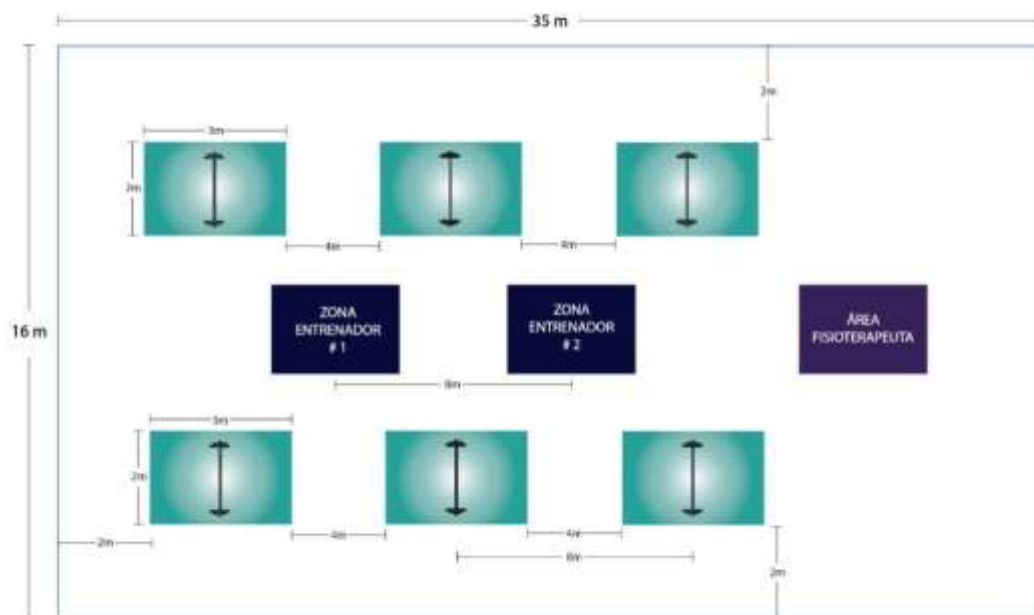 35 m
2m
3m
2m
4m
4m
ZONA
ENTRENADOR
# 1
ZONA
ENTRENADOR
# 2
ÁREA
FISIOTERAPEUTA
16 m
8m
3m
2m
2m
4m
4m
8m
2m